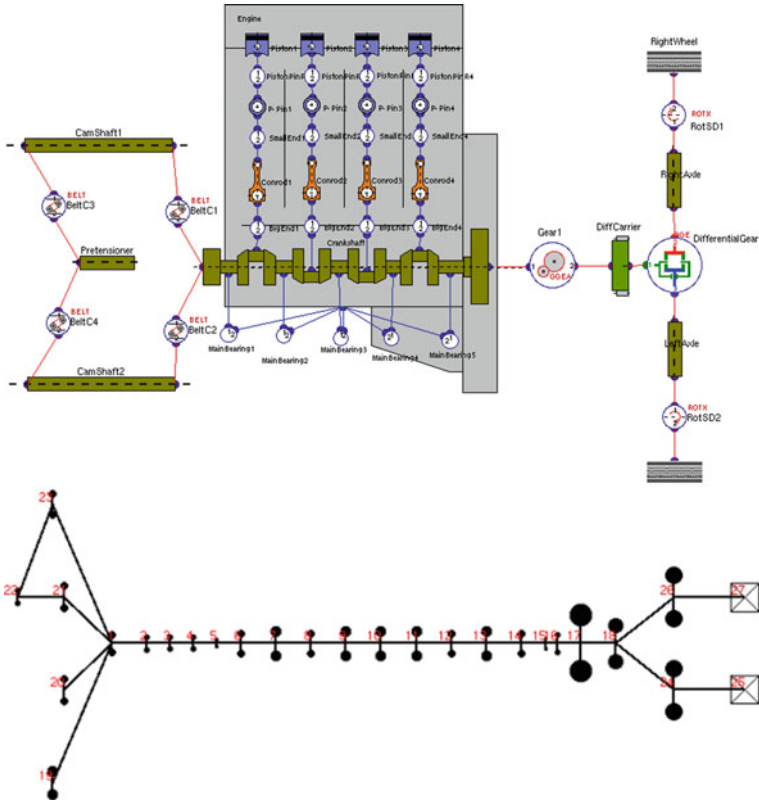 Engine
Piston1 Piston2 Piston3 Piston4
PistonPinR4
P-Pin1 P-Pin2 P-Pin3 P-Pin4
SmallEnd1 SmallEnd2 SmallEnd3 SmallEnd4
Conrod1 Conrod2 Conrod3 Conrod4
BigEnd1 BigEnd2 BigEnd3 BigEnd4
Crankshaft
MainBearing1 MainBearing2 MainBearing3 MainBearing4 MainBearing5
CamShaft1
BELT
BeltC3
BELT
BeltC1
Pretensioner
BELT
BeltC4
BELT
BeltC2
CamShaft2
Gear1
1 2
DiffCarrier
RightWheel
ROTX
RotSD1
RightAxle
DifferentialGear
LeftAxle
ROTX
RotSD2
23
22 21
2 3 4 5 6 7 8 9 10 11 12 13 14 15 16 17 18
26 27
20
24 25
19